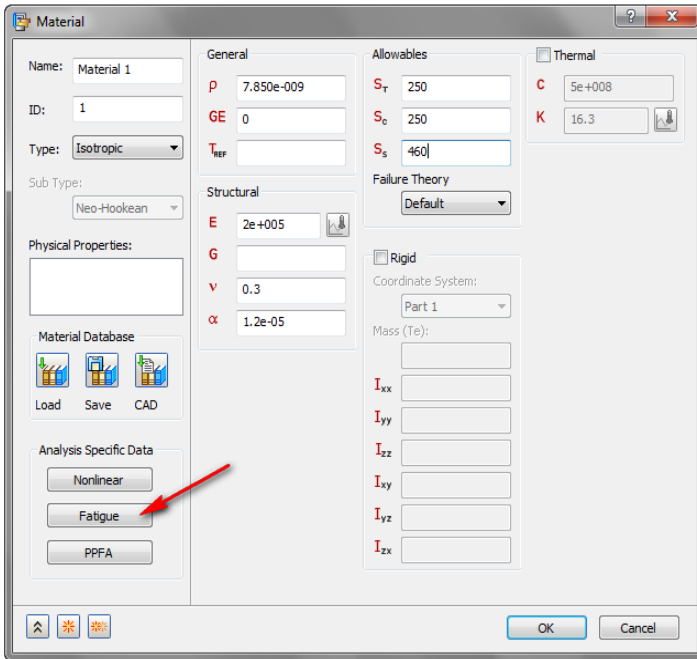 Material
Name: Material 1
ID: 1
Type: Isotropic
Sub Type:
Neo-Hookean
Physical Properties:
Material Database
Load Save CAD
Analysis Specific Data
Nonlinear
Fatigue
PPFA
General
ρ 7.850e-009
GE 0
TREF
Structural
E 2e+005
G
ν 0.3
α 1.2e-05
Allowables
ST 250
Sc 250
Ss 460
Failure Theory
Default
Rigid
Coordinate System:
Part 1
Mass (Te):
Ixx
Iyy
Izz
Ixy
Iyz
Izx
Thermal
C 5e+008
K 16.3
OK Cancel